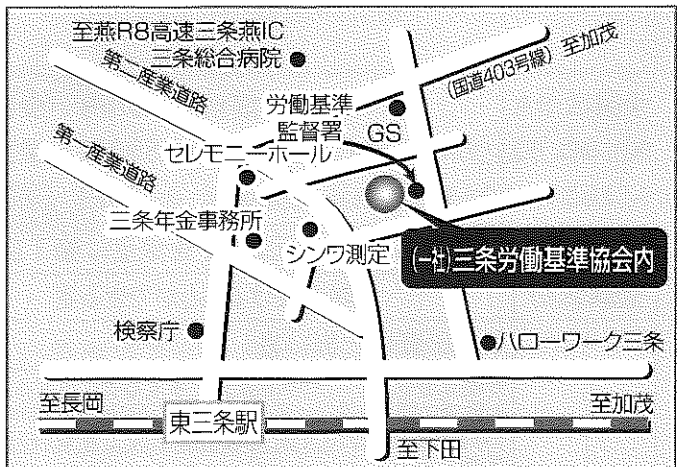 至燕R8高速三条燕IC
三条総合病院
第二産業道路
第一産業道路
(国道403号線)
至加茂
労働基準
監督署
GS
セレモニーホール
三条年金事務所
シンワ測定
(一社)三条労働基準協会内
検察庁
ハローワーク三条
至長岡
至加茂
東三条駅
至下田